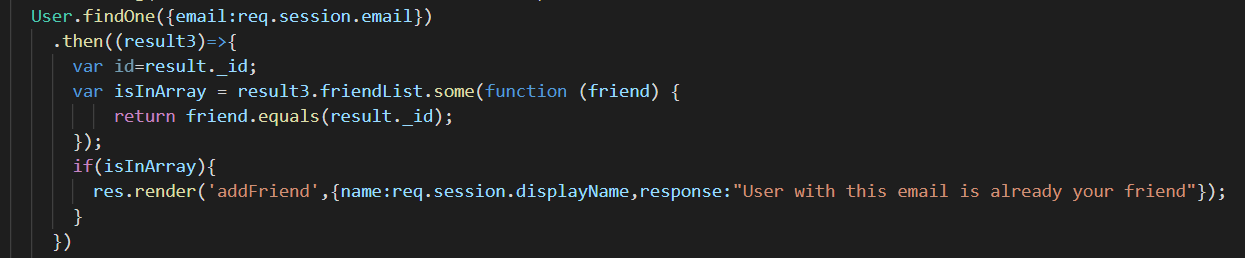 User.findOne({email:req.session.email})
.then((result3)=>{
var id=result._id;
var isInArray = result3.friendList.some(function (friend) {
return friend.equals(result._id);
});
if(isInArray){
res.render('addFriend',{name:req.session.displayName,response:"User with this email is already your friend"});
}
})